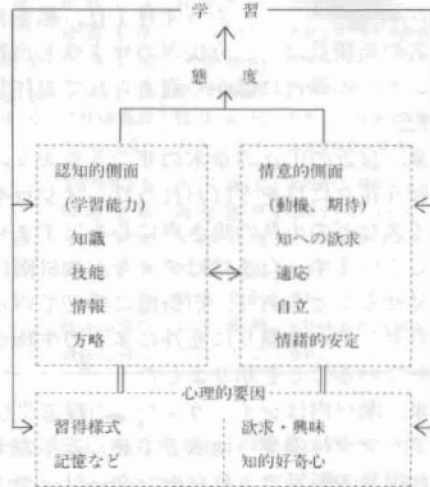 学 習
態 度
認知的側面
(学習能力)
知識
技能
情報
方略
情意的側面
(動機、期待)
知への欲求
適応
自立
情緒的安定
心理的要因
習得様式
記憶など
欲求・興味
知的好奇心